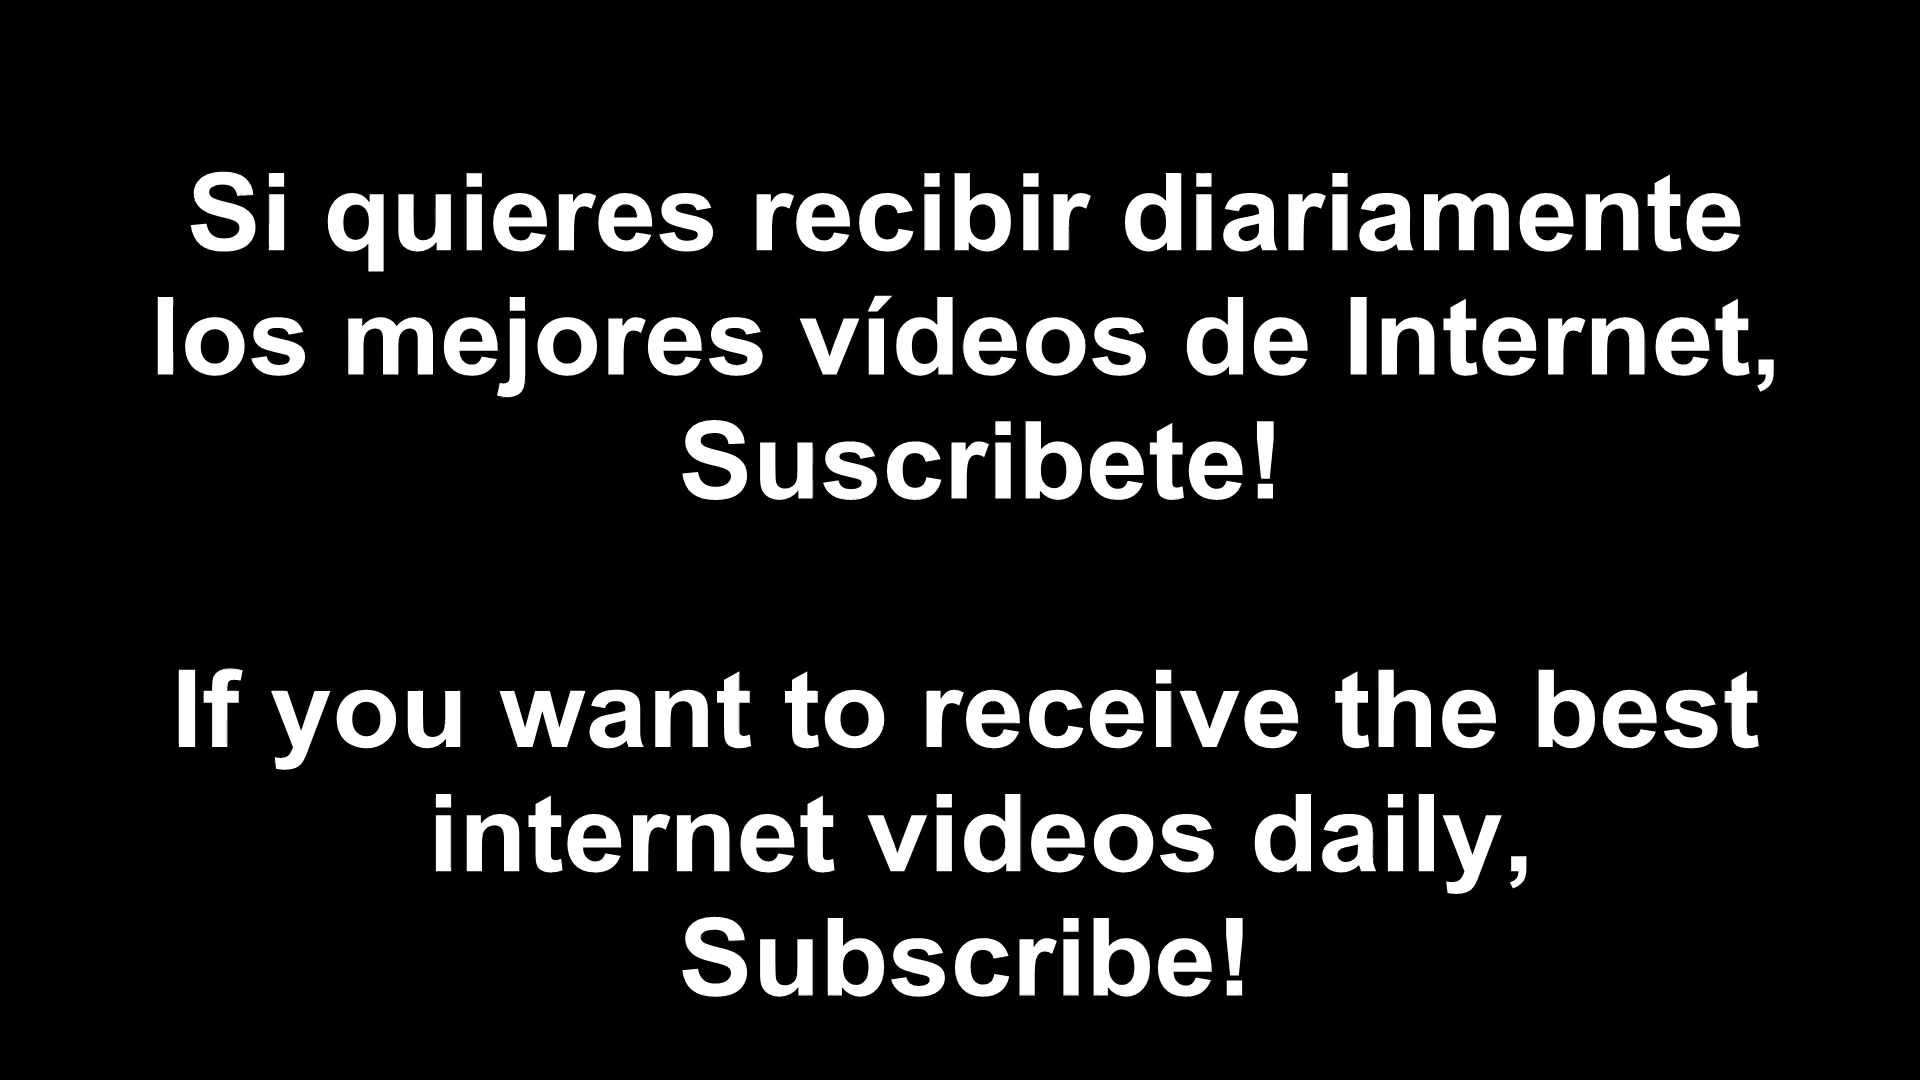 Si quieres recibir diariamente
los mejores vídeos de Internet,
Suscribete!
If you want to receive the best
internet videos daily,
Subscribe!